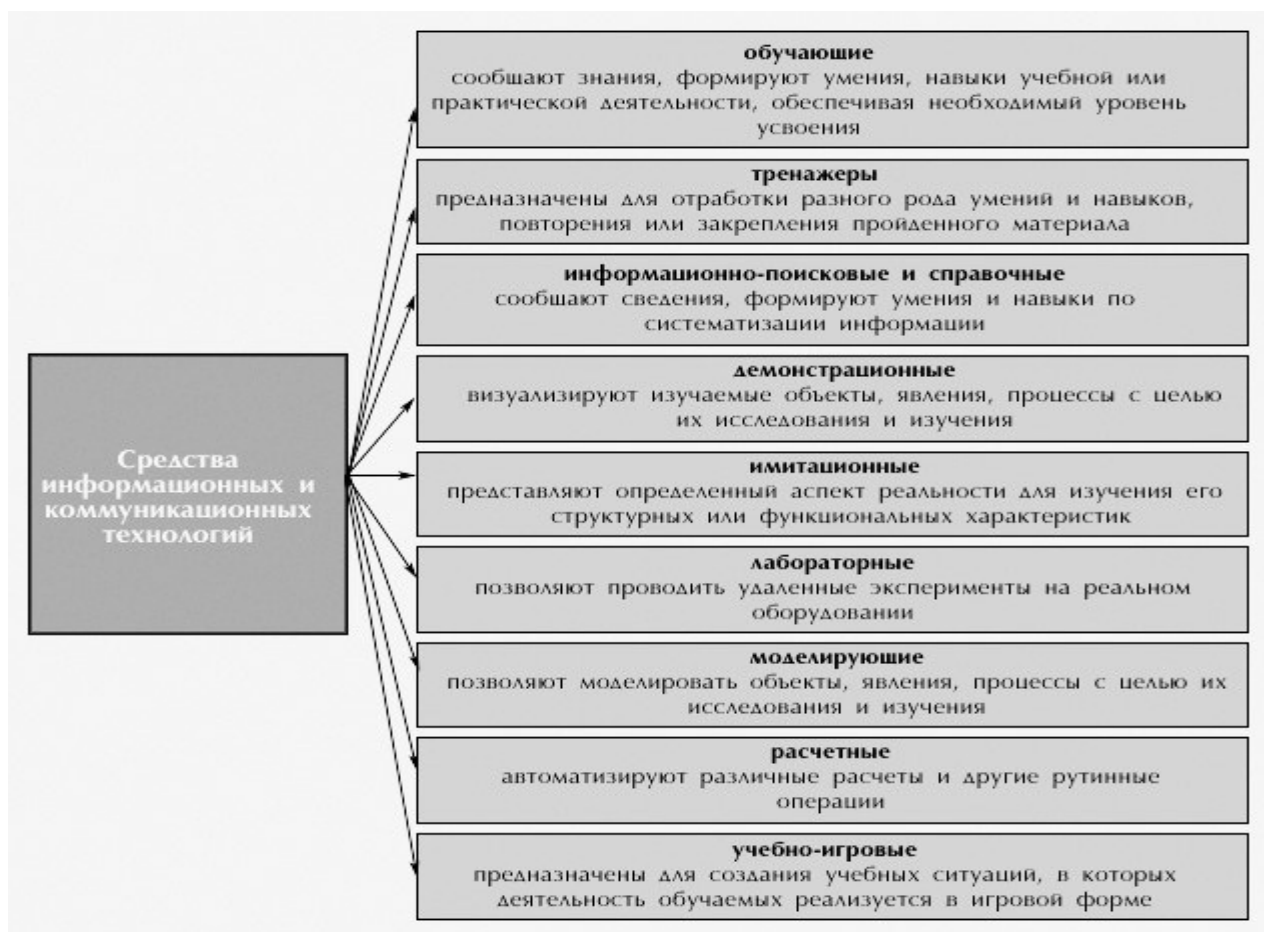 обучающие
сообщают знания, формируют умения, навыки учебной или
практической деятельности, обеспечивая необходимый уровень
усвоения
тренажеры
предназначены для отработки разного рода умений и навыков,
повторения или закрепления пройденного материала
информационно-поисковые и справочные
сообщают сведения, формируют умения и навыки по
систематизации информации
демонстрационные
визуализируют изучаемые объекты, явления, процессы с целью
их исследования и изучения
Средства
информационных и
коммуникационных
технологий
имитационные
представляют определенный аспект реальности для изучения его
структурных или функциональных характеристик
лабораторные
позволяют проводить удаленные эксперименты на реальном
оборудовании
моделирующие
позволяют моделировать объекты, явления, процессы с целью их
исследования и изучения
расчетные
автоматизируют различные расчеты и другие рутинные
операции
учебно-игровые
предназначены для создания учебных ситуаций, в которых
деятельность обучаемых реализуется в игровой форме